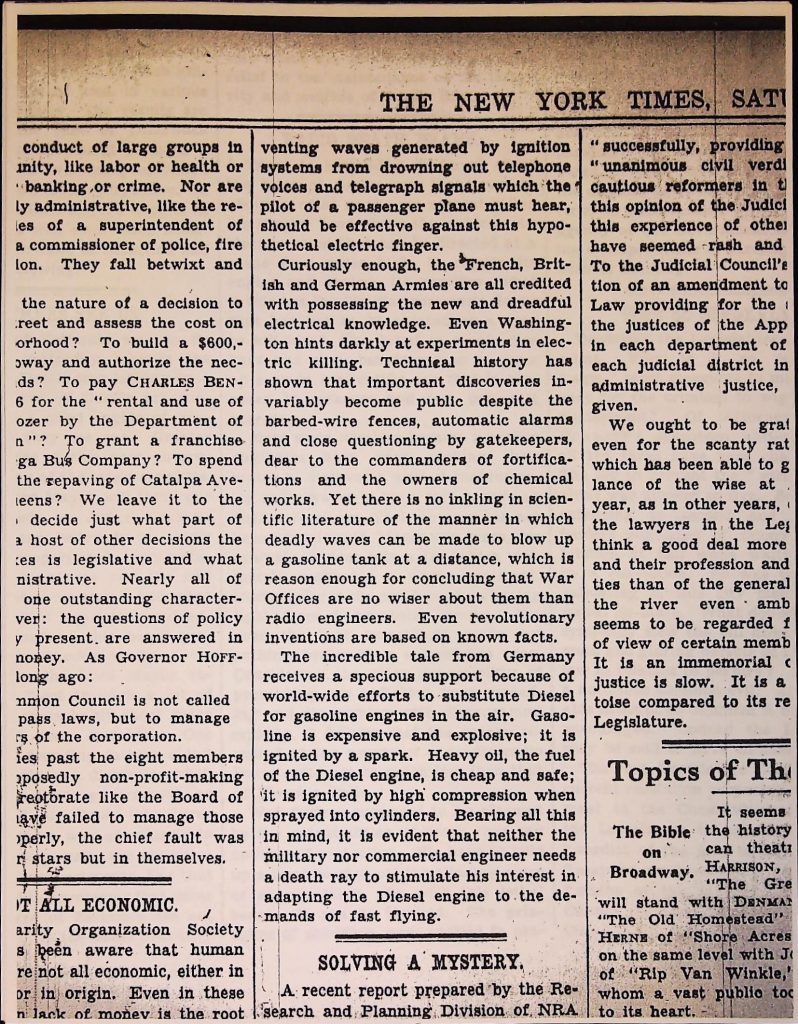 THE NEW YORK TIMES, SATU
conduct of large groups in
unity, like labor or health or
banking or crime. Nor are
ly administrative, like the re-
es of a superintendent of
a commissioner of police, fire
ion. They fall betwixt and
the nature of a decision to
reet and assess the cost on
orhood? To build a $600,-
oway and authorize the nec-
ds? To pay CHARLES BEN-
6 for the "rental and use of
ozer by the Department of
n"? To grant a franchise
ga Bus Company? To spend
the repaving of Catalpa Ave-
eens? We leave it to the
decide just what part of
a host of other decisions the
es is legislative and what
nistrative. Nearly all of
one outstanding character-
ver: the questions of policy
y present are answered in
money. As Governor HOFF-
long ago:
mmon Council is not called
pass laws, but to manage
rs of the corporation.
ies past the eight members
pposedly non-profit-making
rectorate like the Board of
have failed to manage those
operly, the chief fault was
r stars but in themselves.
OT ALL ECONOMIC.
arity Organization Society
s been aware that human
re not all economic, either in
or in origin. Even in these
n lack of money is the root
venting waves generated by ignition
systems from drowning out telephone
voices and telegraph signals which the
pilot of a passenger plane must hear,
should be effective against this hypo-
thetical electric finger.
Curiously enough, the French, Brit-
ish and German Armies are all credited
with possessing the new and dreadful
electrical knowledge. Even Washing-
ton hints darkly at experiments in elec-
tric killing. Technical history has
shown that important discoveries in-
variably become public despite the
barbed-wire fences, automatic alarms
and close questioning by gatekeepers,
dear to the commanders of fortifica-
tions and the owners of chemical
works. Yet there is no inkling in scien-
tific literature of the manner in which
deadly waves can be made to blow up
a gasoline tank at a distance, which is
reason enough for concluding that War
Offices are no wiser about them than
radio engineers. Even revolutionary
inventions are based on known facts.
The incredible tale from Germany
receives a specious support because of
world-wide efforts to substitute Diesel
for gasoline engines in the air. Gaso-
line is expensive and explosive; it is
ignited by a spark. Heavy oil, the fuel
of the Diesel engine, is cheap and safe;
it is ignited by high compression when
sprayed into cylinders. Bearing all this
in mind, it is evident that neither the
military nor commercial engineer needs
a death ray to stimulate his interest in
adapting the Diesel engine to the de-
mands of fast flying.
SOLVING A MYSTERY.
A recent report prepared by the Re-
search and Planning Division of NRA
"successfully, providing
"unanimous civil verdi
cautious reformers in t
this opinion of the Judici
this experience of other
have seemed rash and
To the Judicial Council's
tion of an amendment to
Law providing for the
the justices of the App
in each department of
each judicial district in
administrative justice,
given.
We ought to be grat
even for the scanty rat
which has been able to g
lance of the wise at
year, as in other years,
the lawyers in the Leg
think a good deal more
and their profession and
ties than of the general
the river even amb
seems to be regarded f
of view of certain memb
It is an immemorial c
justice is slow. It is a
toise compared to its re
Legislature.
Topics of The
The Bible
on
Broadway.
It seems
the history
can theatr
HARRISON,
"The Gre
will stand with DENMAN
"The Old Homestead"
HERNE of "Shore Acres
on the same level with J
of "Rip Van Winkle,"
whom a vast public too
to its heart.